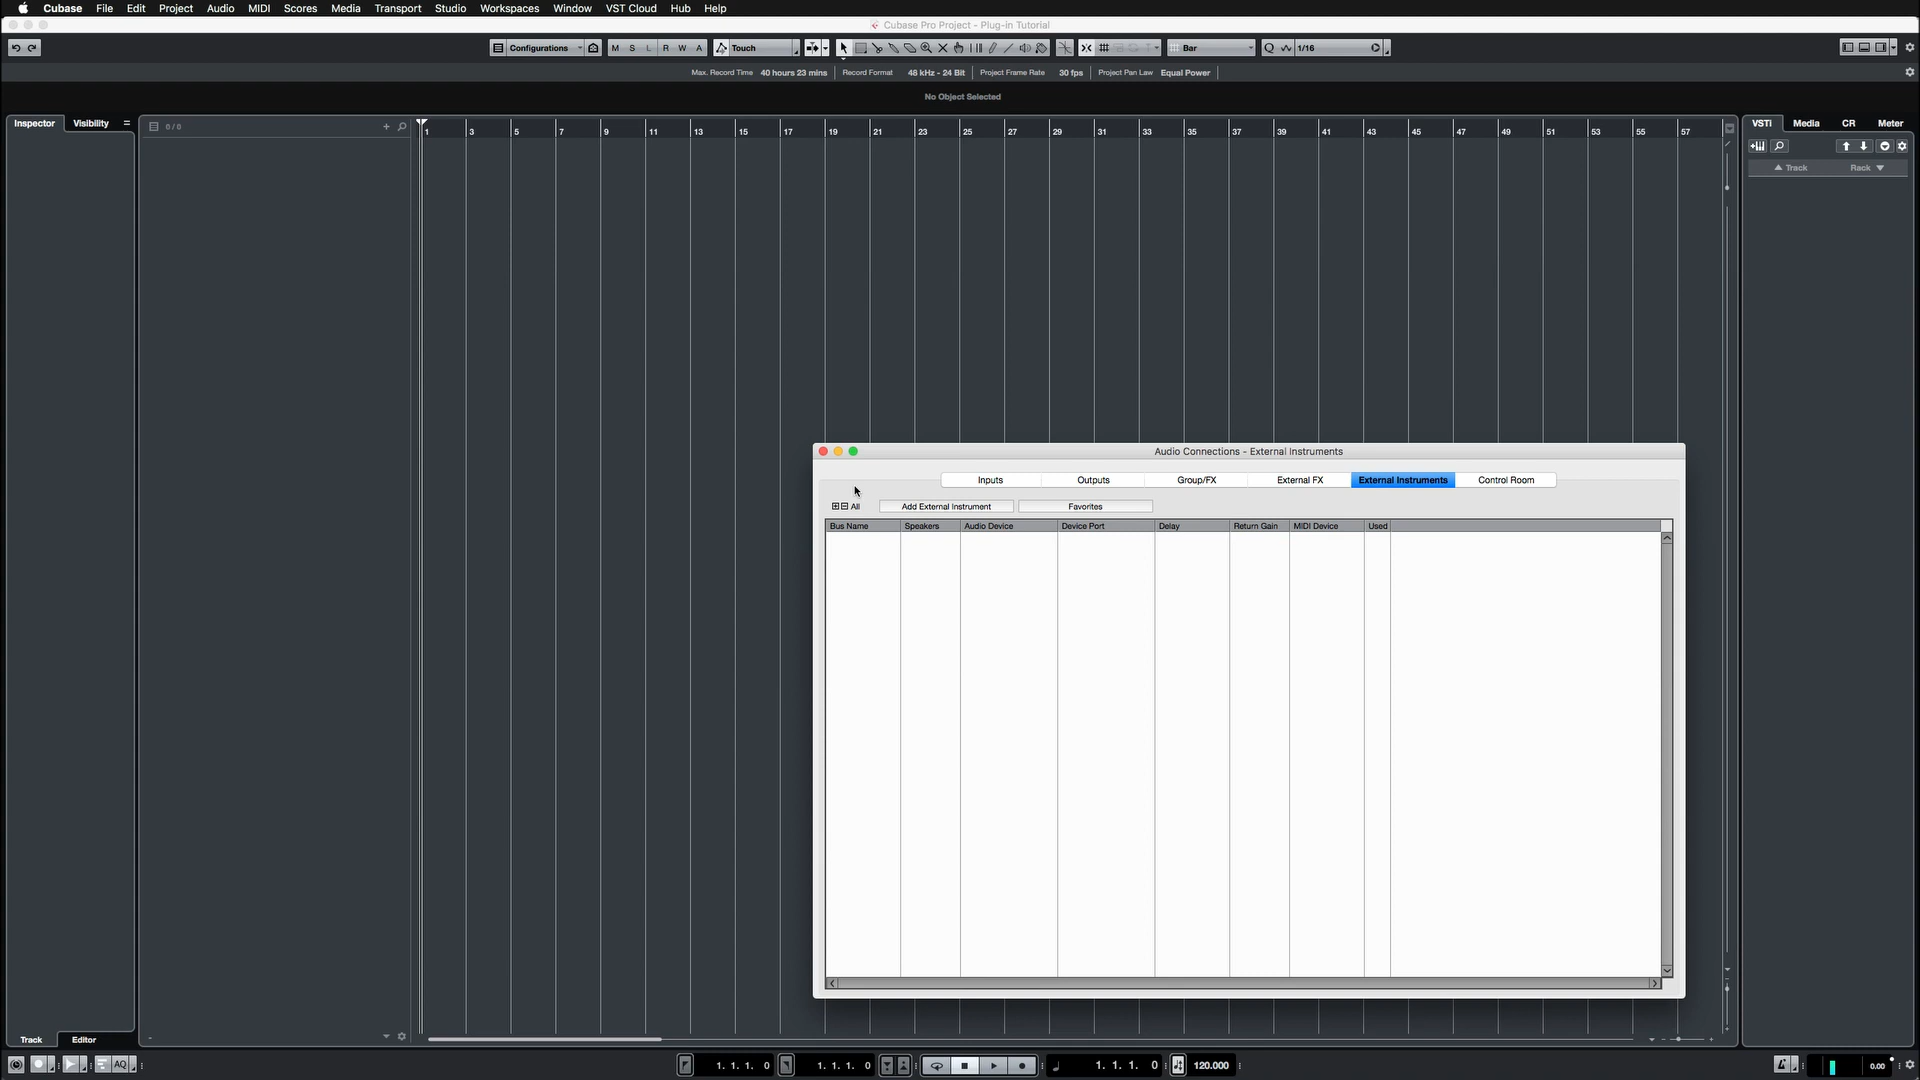 Cubase File Edit Project Audio MIDI Scores Media Transport Studio Workspaces Window VST Cloud Hub Help
Cubase Pro Project - Plug-in Tutorial
Configurations M S L R W A Touch Bar Q 1/16
Max. Record Time 40 hours 23 mins Record Format 48 kHz - 24 Bit Project Frame Rate 30 fps Project Pan Law Equal Power
No Object Selected
Inspector Visibility
0 / 0
1 3 5 7 9 11 13 15 17 19 21 23 25 27 29 31 33 35 37 39 41 43 45 47 49 51 53 55 57
VSTi Media CR Meter
Track Rack
Audio Connections - External Instruments
Inputs Outputs Group/FX External FX External Instruments Control Room
All Add External Instrument Favorites
Bus Name Speakers Audio Device Device Port Delay Return Gain MIDI Device Used
Track Editor
AQ 1. 1. 1. 0 1. 1. 1. 0 1. 1. 1. 0 120.000 0.00